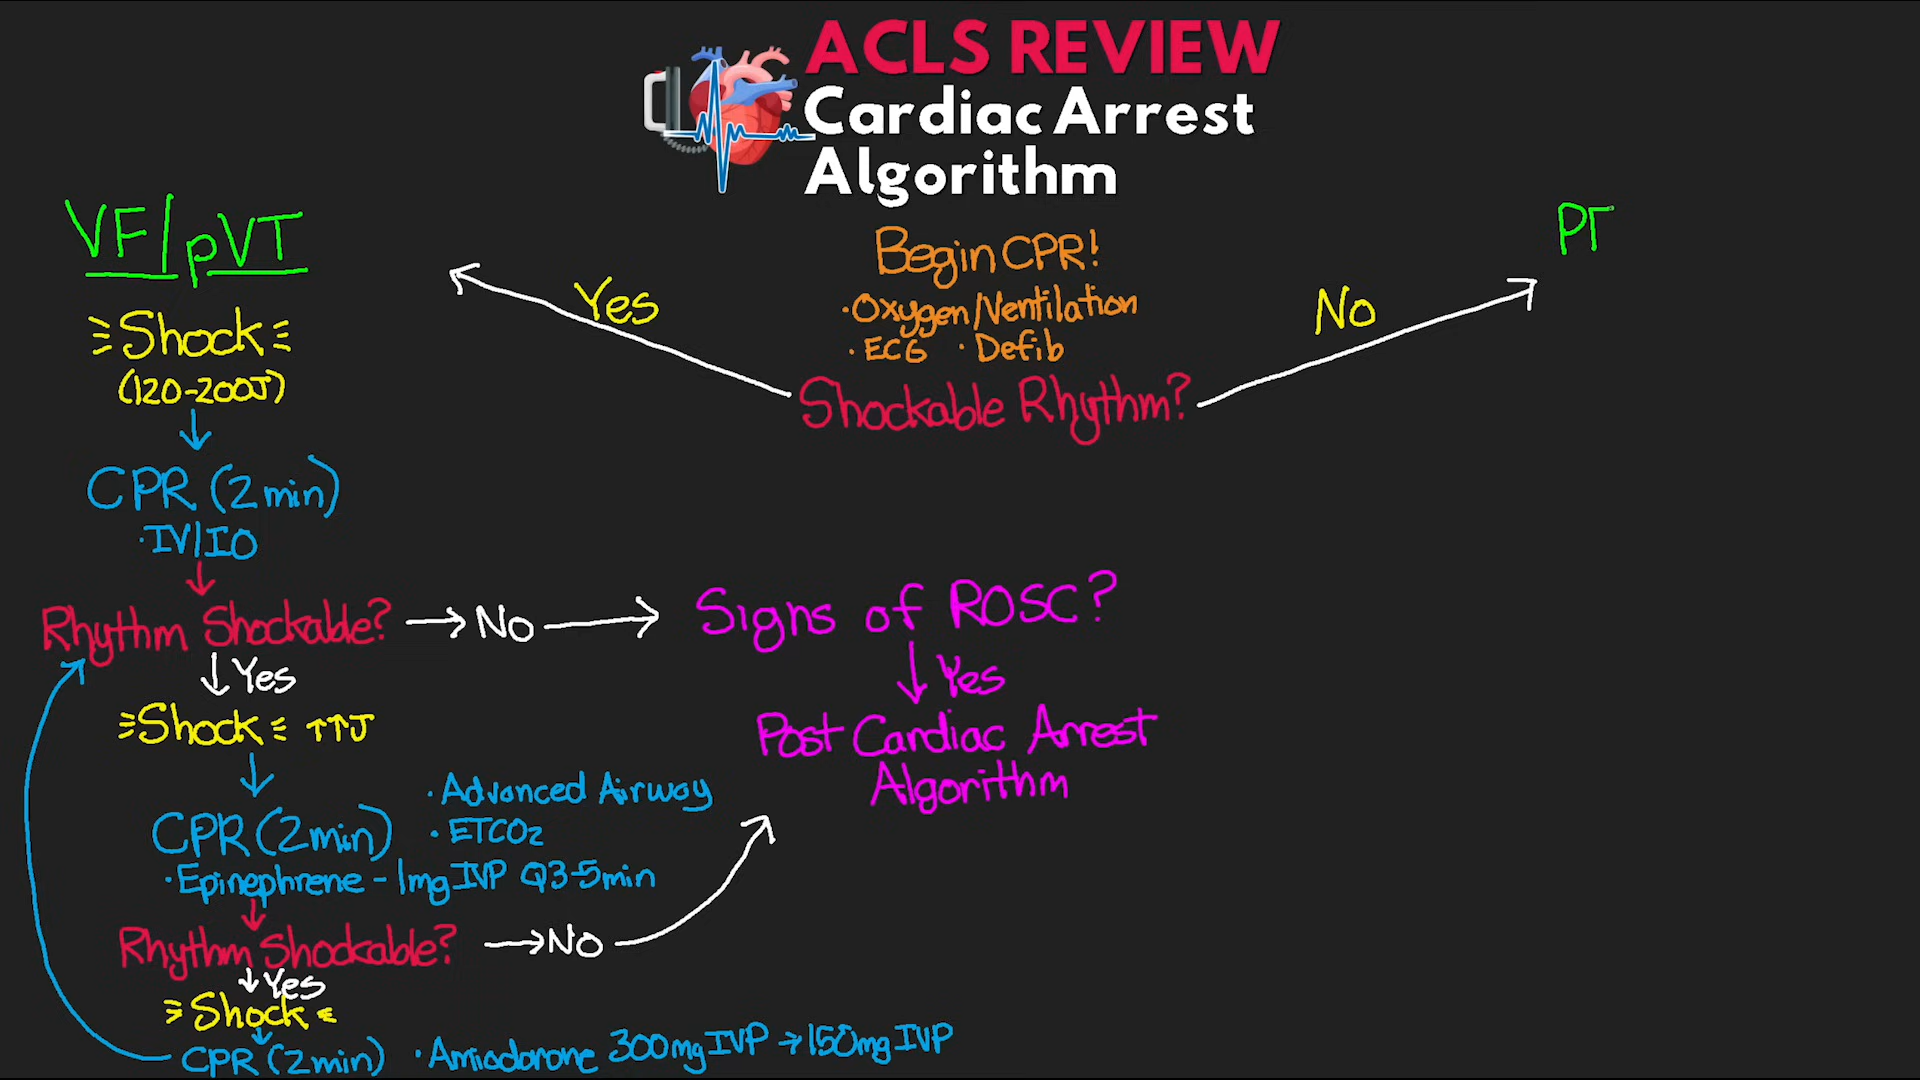 ACLS REVIEW
Cardiac Arrest
Algorithm
VF/pVT
Shock
(120-200J)
CPR (2min)
·IV/IO
Rhythm Shockable?
→ No →
↓ Yes
Shock ↑↑J
CPR (2min)
·Advanced Airway
·ETCO2
·Epinephrene - 1mg IVP Q3-5min
Rhythm Shockable?
→ No
↓ Yes
Shock
CPR (2min) ·Amiodorone 300mg IVP → 150mg IVP
Begin CPR!
·Oxygen/Ventilation
·ECG ·Defib
Shockable Rhythm?
Yes
No
Signs of ROSC?
↓ Yes
Post Cardiac Arrest
Algorithm